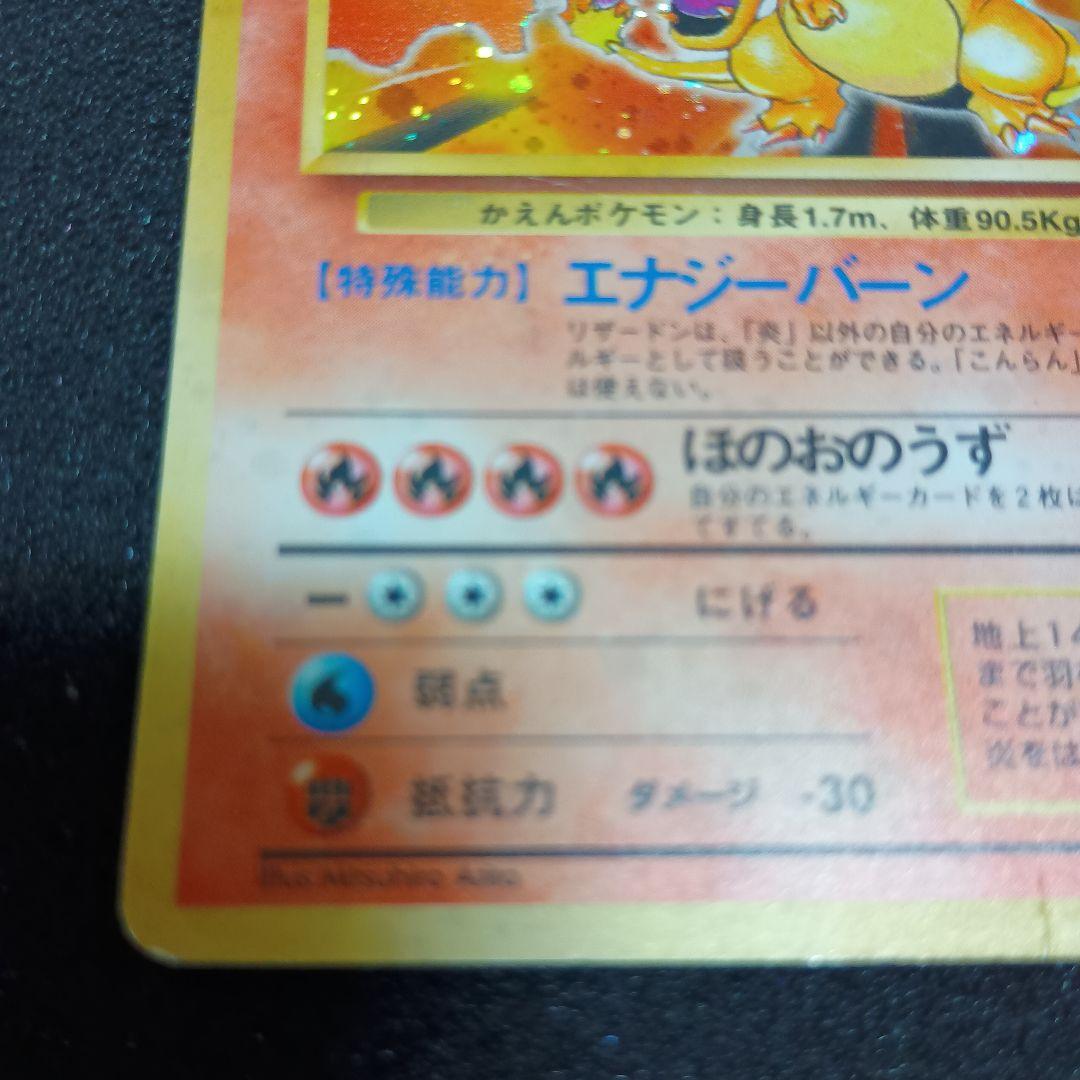 かえんポケモン：身長1.7m、体重90.5Kg
【特殊能力】 エナジーバーン
リザードンは、「炎」以外の自分のエネルギー
ルギーとして扱うことができる。「こんらん」
は使えない。
ほのおのうず
自分のエネルギーカードを2枚
てすてる。
− にげる
弱点
抵抗力 ダメージ -30
地上14
まで羽
ことが
炎をは
Illus. Mitsuhiro Arita